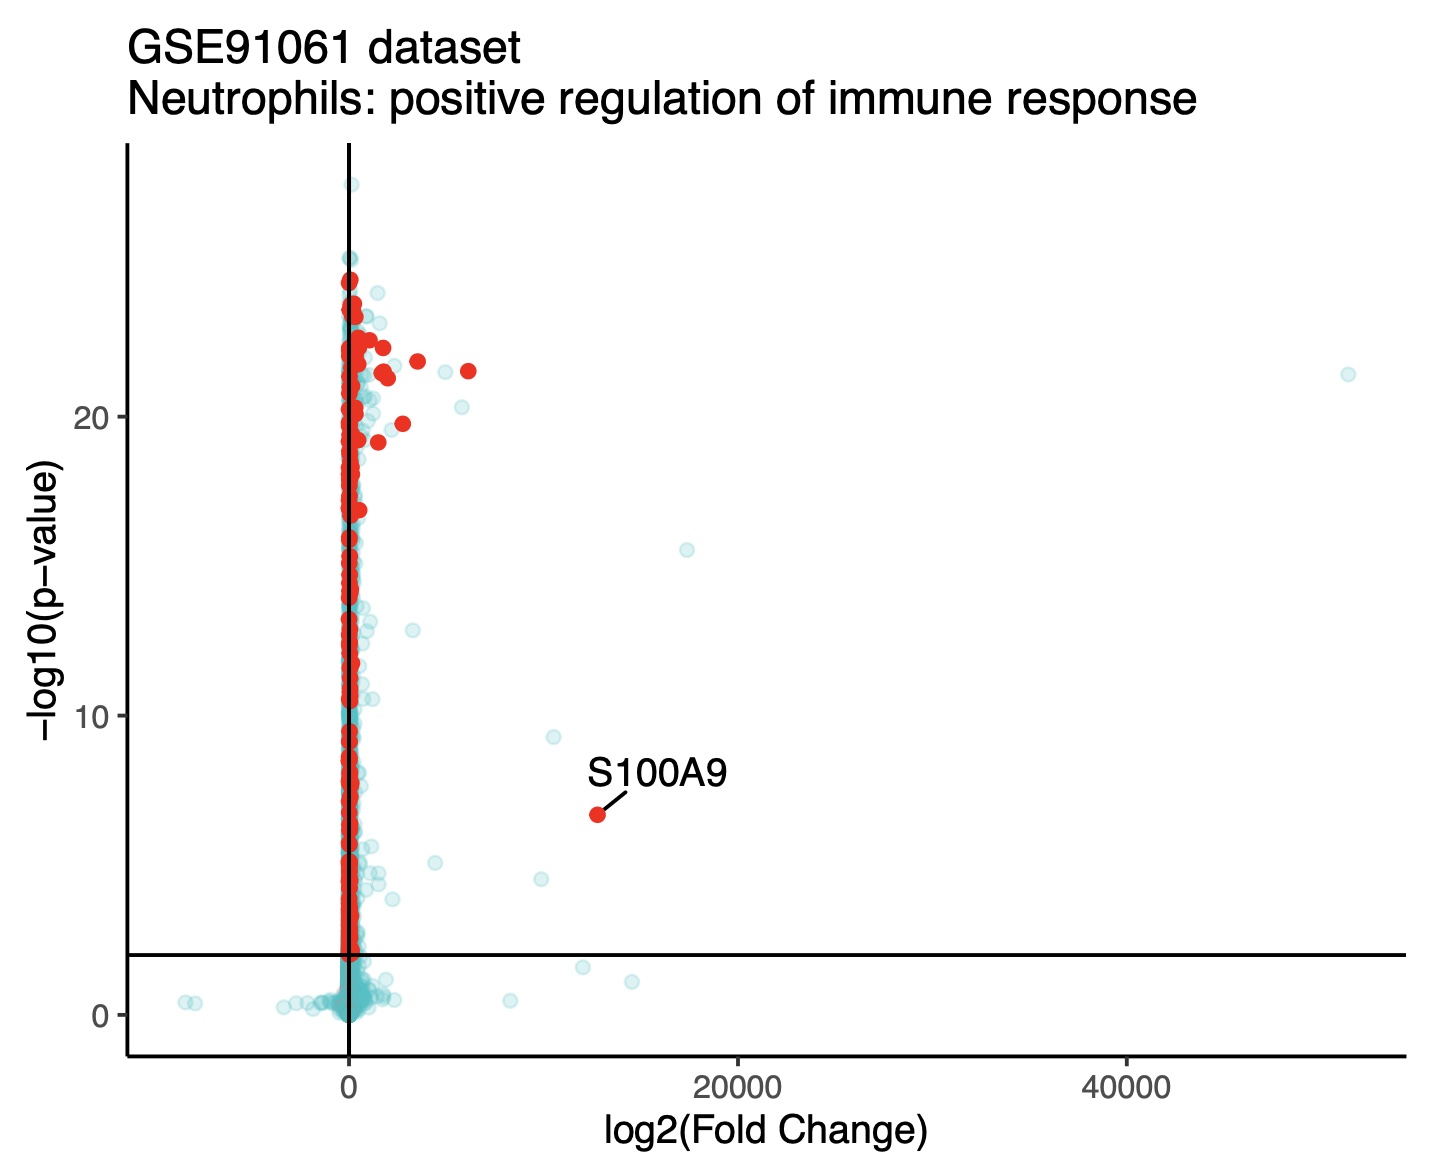 GSE91061 dataset
Neutrophils: positive regulation of immune response
−log10(p−value)
20
10
0
S100A9
0
20000
40000
log2(Fold Change)